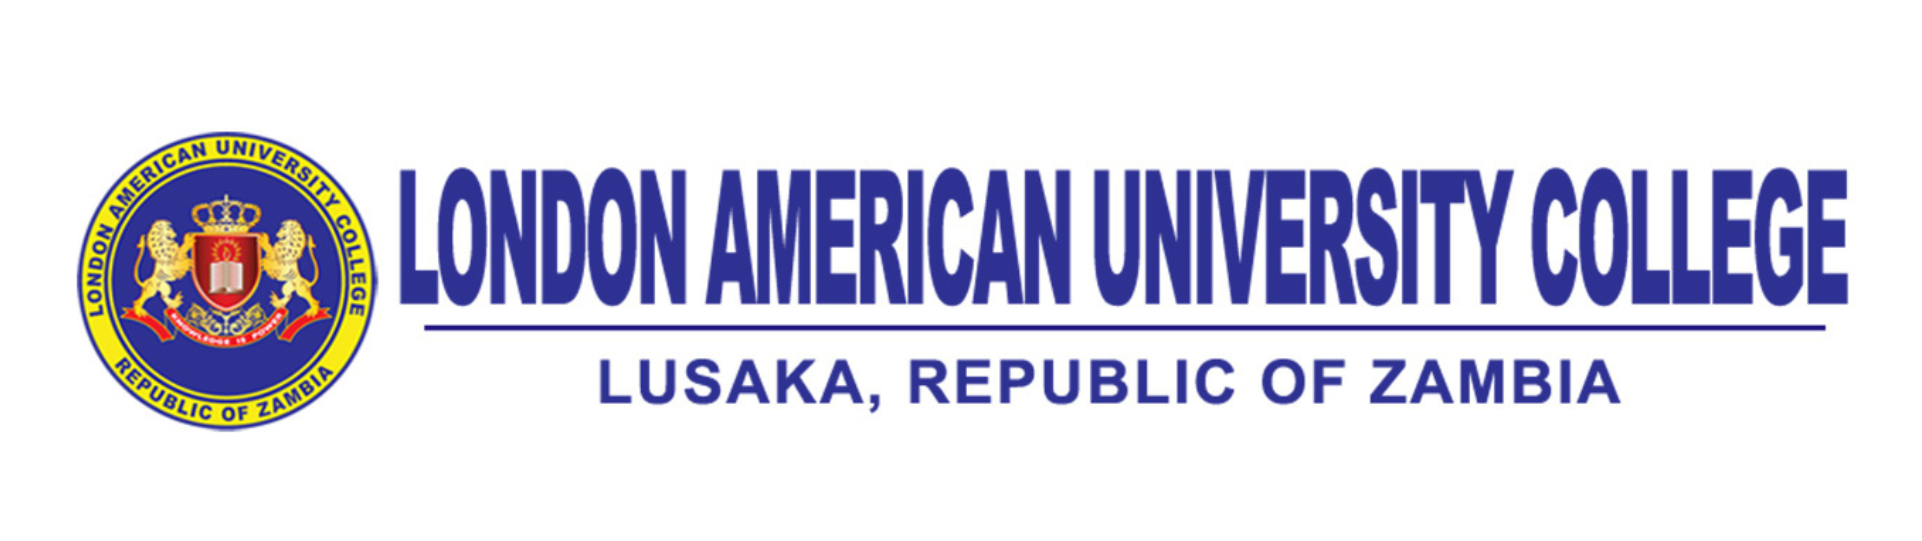 LONDON AMERICAN UNIVERSITY COLLEGE
KNOWLEDGE IS POWER
REPUBLIC OF ZAMBIA
LONDON AMERICAN UNIVERSITY COLLEGE
LUSAKA, REPUBLIC OF ZAMBIA